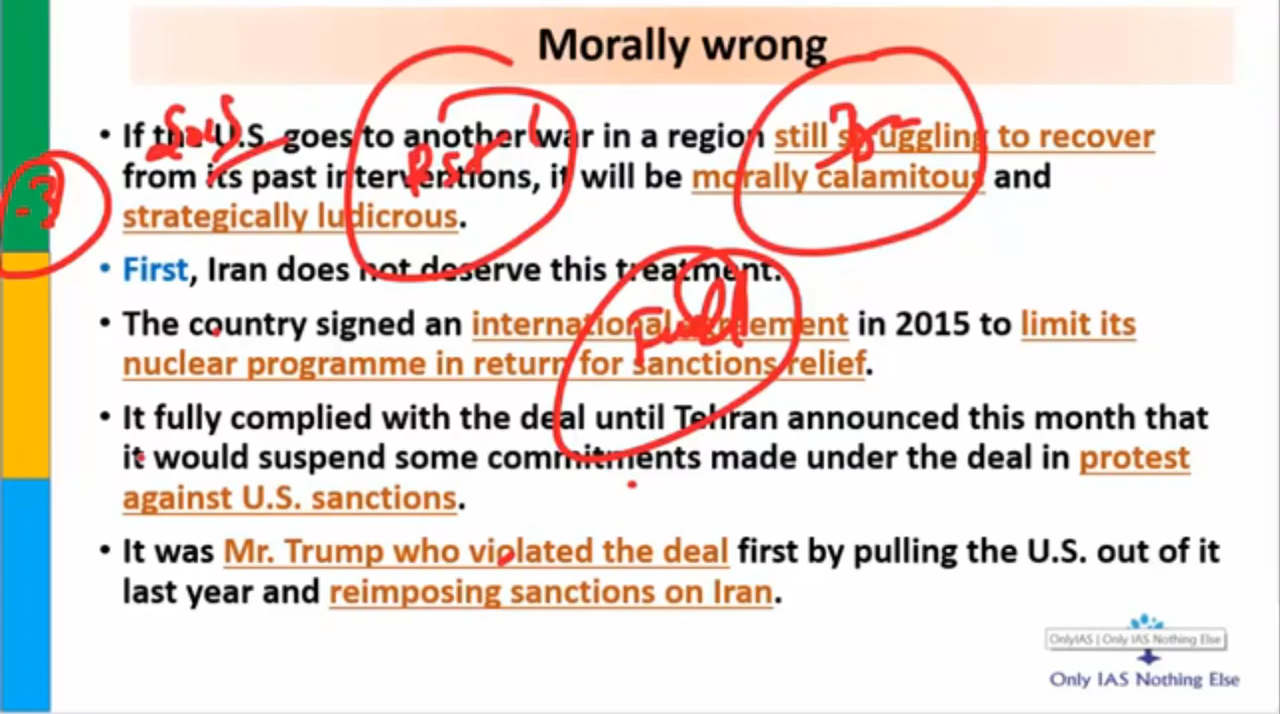 Morally wrong
• If the U.S. goes to another war in a region still struggling to recover
from its past interventions, it will be morally calamitous and
strategically ludicrous.
• First, Iran does not deserve this treatment.
• The country signed an international agreement in 2015 to limit its
nuclear programme in return for sanctions relief.
• It fully complied with the deal until Tehran announced this month that
it would suspend some commitments made under the deal in protest
against U.S. sanctions.
• It was Mr. Trump who violated the deal first by pulling the U.S. out of it
last year and reimposing sanctions on Iran.
OnlyIAS | Only IAS Nothing Else
Only IAS Nothing Else